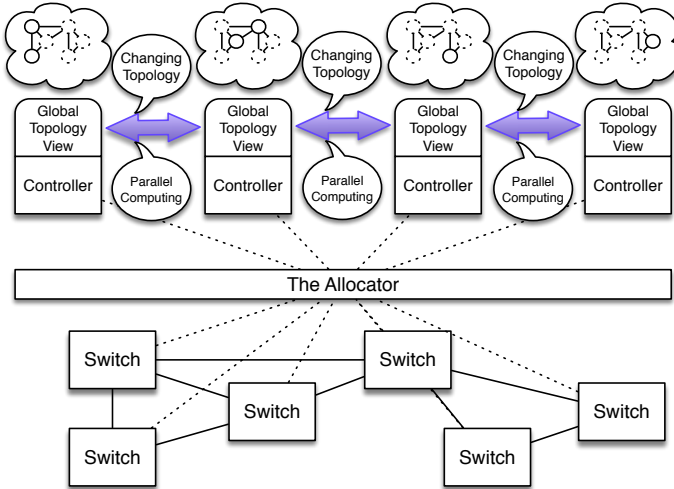 Changing
Topology
Changing
Topology
Changing
Topology
Global
Topology
View
Global
Topology
View
Global
Topology
View
Global
Topology
View
Controller
Parallel
Computing
Controller
Parallel
Computing
Controller
Parallel
Computing
Controller
The Allocator
Switch
Switch
Switch
Switch
Switch
Switch